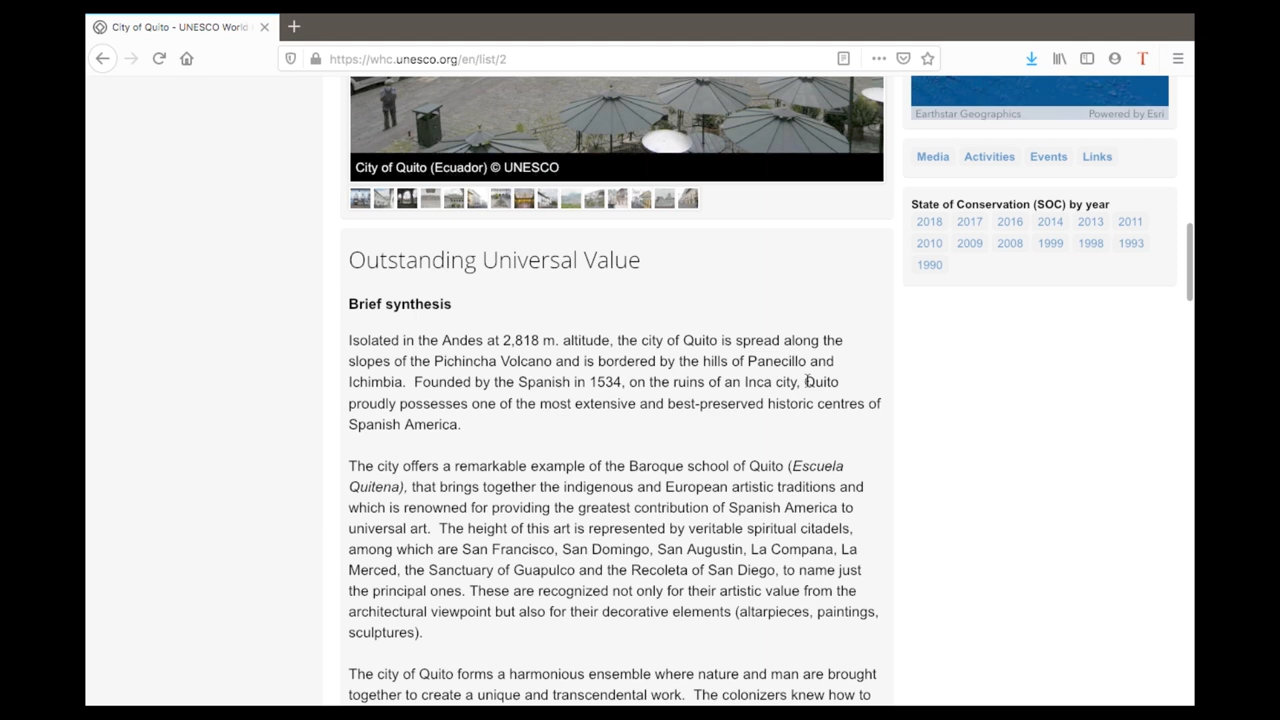 City of Quito - UNESCO World
https://whc.unesco.org/en/list/2
T
Earthstar Geographics Powered by Esri
City of Quito (Ecuador) © UNESCO
Media Activities Events Links
State of Conservation (SOC) by year
2018 2017 2016 2014 2013 2011
2010 2009 2008 1999 1998 1993
1990
Outstanding Universal Value
Brief synthesis
Isolated in the Andes at 2,818 m. altitude, the city of Quito is spread along the
slopes of the Pichincha Volcano and is bordered by the hills of Panecillo and
Ichimbia. Founded by the Spanish in 1534, on the ruins of an Inca city, Quito
proudly possesses one of the most extensive and best-preserved historic centres of
Spanish America.
The city offers a remarkable example of the Baroque school of Quito (Escuela
Quitena), that brings together the indigenous and European artistic traditions and
which is renowned for providing the greatest contribution of Spanish America to
universal art. The height of this art is represented by veritable spiritual citadels,
among which are San Francisco, San Domingo, San Augustin, La Compana, La
Merced, the Sanctuary of Guapulco and the Recoleta of San Diego, to name just
the principal ones. These are recognized not only for their artistic value from the
architectural viewpoint but also for their decorative elements (altarpieces, paintings,
sculptures).
The city of Quito forms a harmonious ensemble where nature and man are brought
together to create a unique and transcendental work. The colonizers knew how to